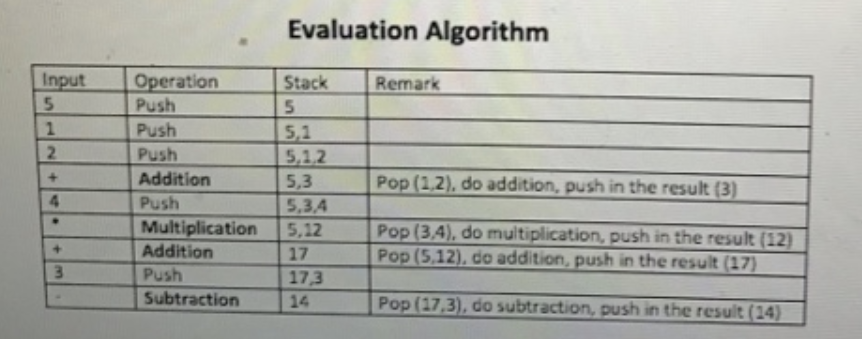 Evaluation Algorithm
Input Operation Stack Remark
5 Push 5
1 Push 5,1
2 Push 5,1,2
+ Addition 5,3 Pop (1,2), do addition, push in the result (3)
4 Push 5,3,4
* Multiplication 5,12 Pop (3,4), do multiplication, push in the result (12)
+ Addition 17 Pop (5,12), do addition, push in the result (17)
3 Push 17,3
- Subtraction 14 Pop (17,3), do subtraction, push in the result (14)